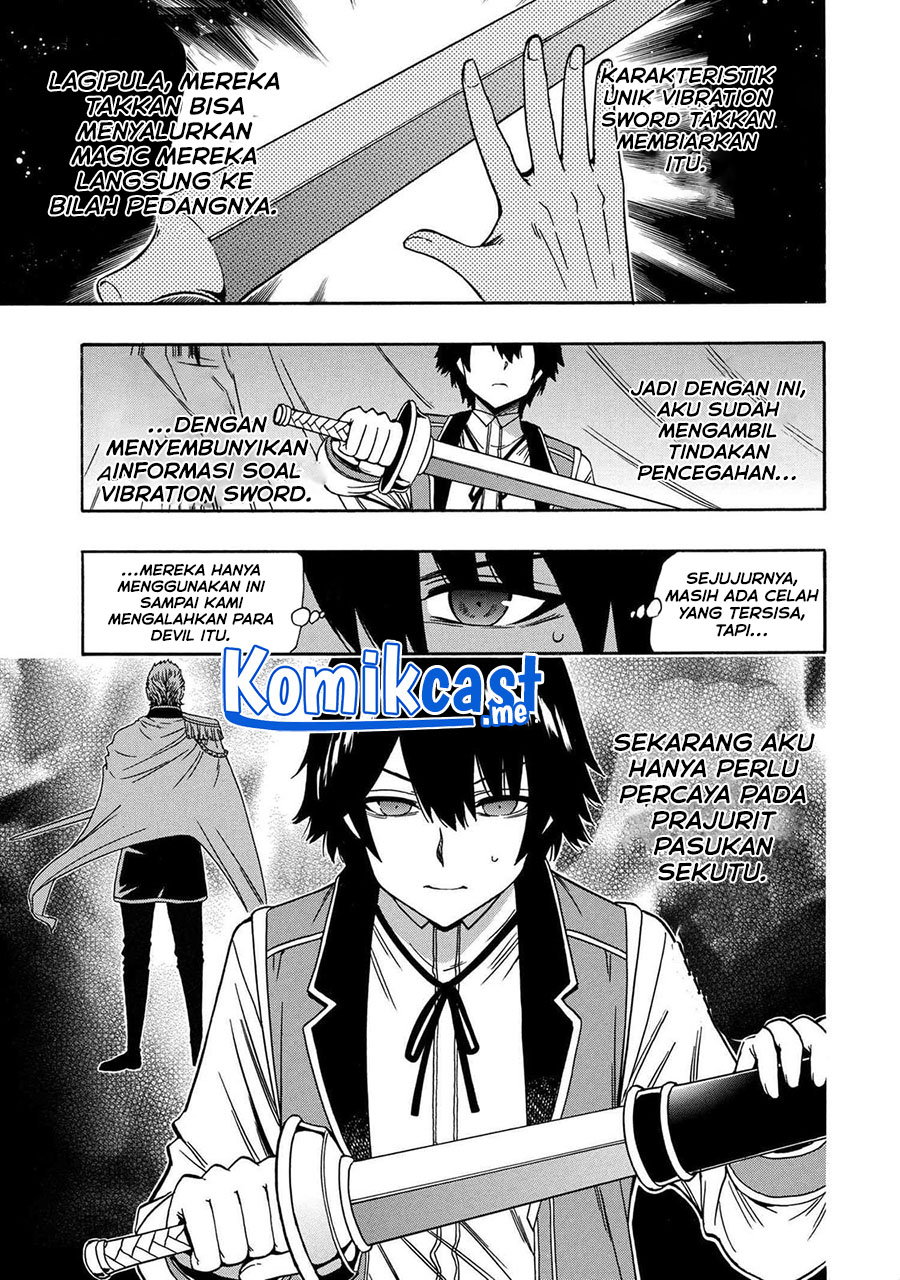 KARAKTERISTIK
UNIK VIBRATION
SWORD TAKKAN
MEMBIARKAN
ITU.
LAGIPULA, MEREKA
TAKKAN BISA
MENYALURKAN
MAGIC MEREKA
LANGSUNG KE
BILAH PEDANGNYA.
JADI DENGAN INI,
AKU SUDAH
MENGAMBIL
TINDAKAN
PENCEGAHAN...
...DENGAN
MENYEMBUNYIKAN
INFORMASI SOAL
VIBRATION SWORD.
SEJUJURNYA,
MASIH ADA CELAH
YANG TERSISA,
TAPI...
...MEREKA HANYA
MENGGUNAKAN INI
SAMPAI KAMI
MENGALAHKAN PARA
DEVIL ITU.
Komikcast
.me
SEKARANG AKU
HANYA PERLU
PERCAYA PADA
PRAJURIT
PASUKAN
SEKUTU.